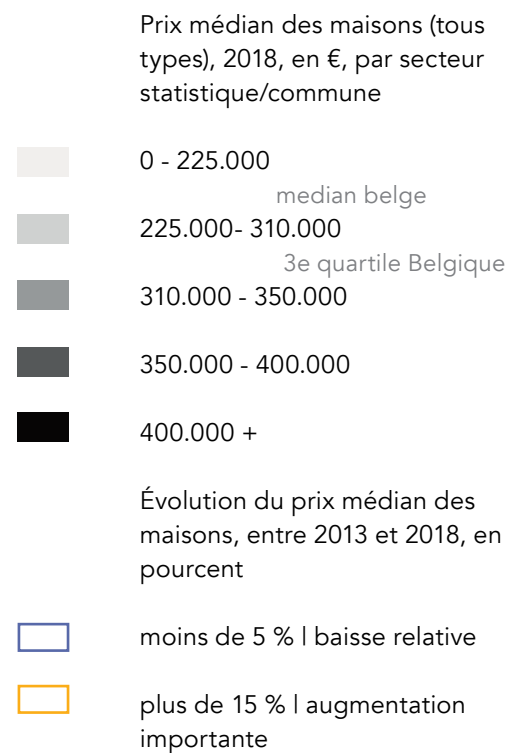 Prix médian des maisons (tous
types), 2018, en €, par secteur
statistique/commune
0 - 225.000
median belge
225.000- 310.000
3e quartile Belgique
310.000 - 350.000
350.000 - 400.000
400.000 +
Évolution du prix médian des
maisons, entre 2013 et 2018, en
pourcent
moins de 5 % l baisse relative
plus de 15 % l augmentation
importante